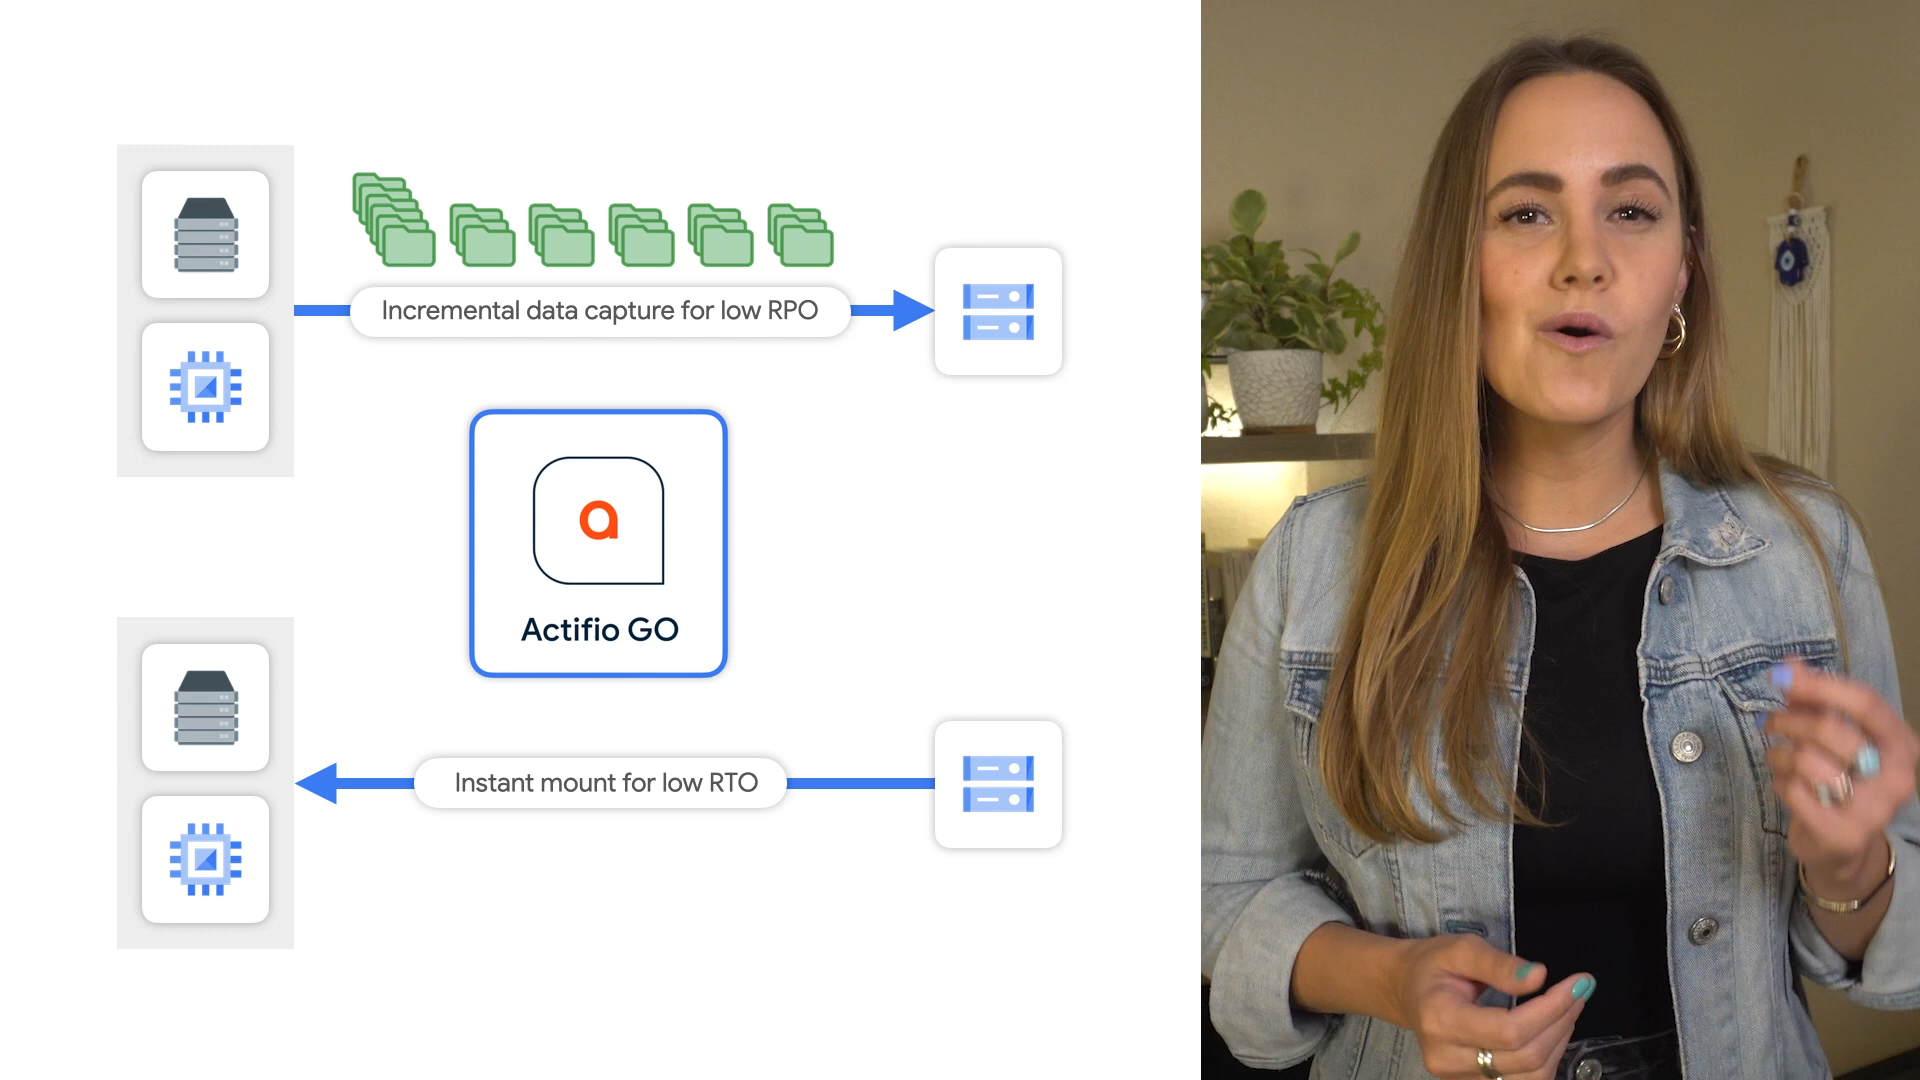 Incremental data capture for low RPO
a
Actifio GO
Instant mount for low RTO